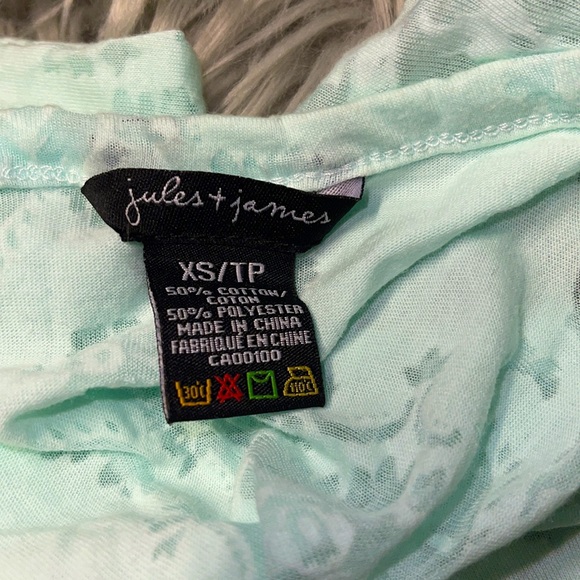 jules + james
XS/TP
50% COTTON/
COTON
50% POLYESTER
MADE IN CHINA
FABRIQUÉ EN CHINE
CA00100
30°C 110°C